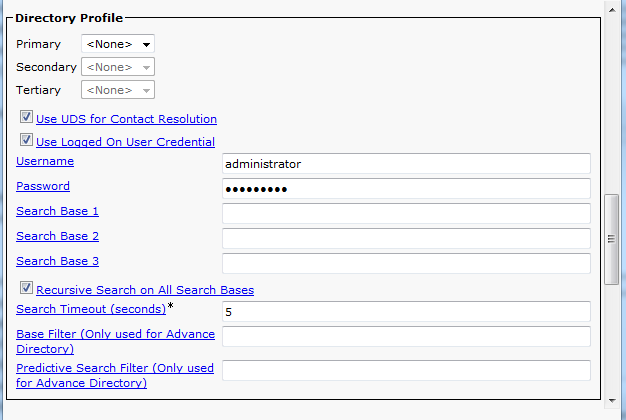 Directory Profile
Primary <None>
Secondary <None>
Tertiary <None>
Use UDS for Contact Resolution
Use Logged On User Credential
Username administrator
Password •••••••••
Search Base 1
Search Base 2
Search Base 3
Recursive Search on All Search Bases
Search Timeout (seconds)* 5
Base Filter (Only used for Advance
Directory)
Predictive Search Filter (Only used
for Advance Directory)